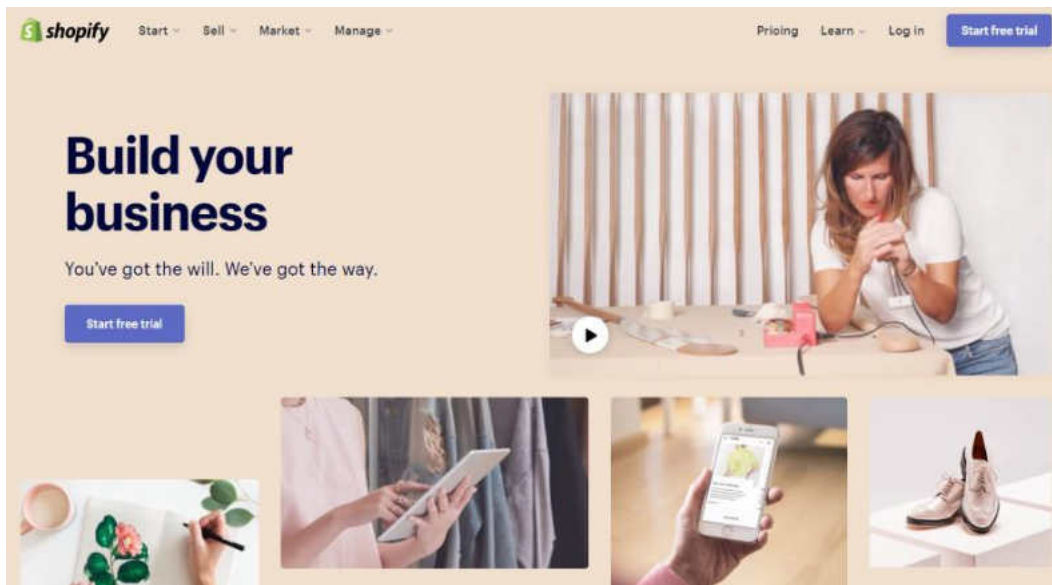 shopify
Start
Sell
Market
Manage
Pricing
Learn
Log in
Start free trial
Build your
business
You've got the will. We've got the way.
Start free trial